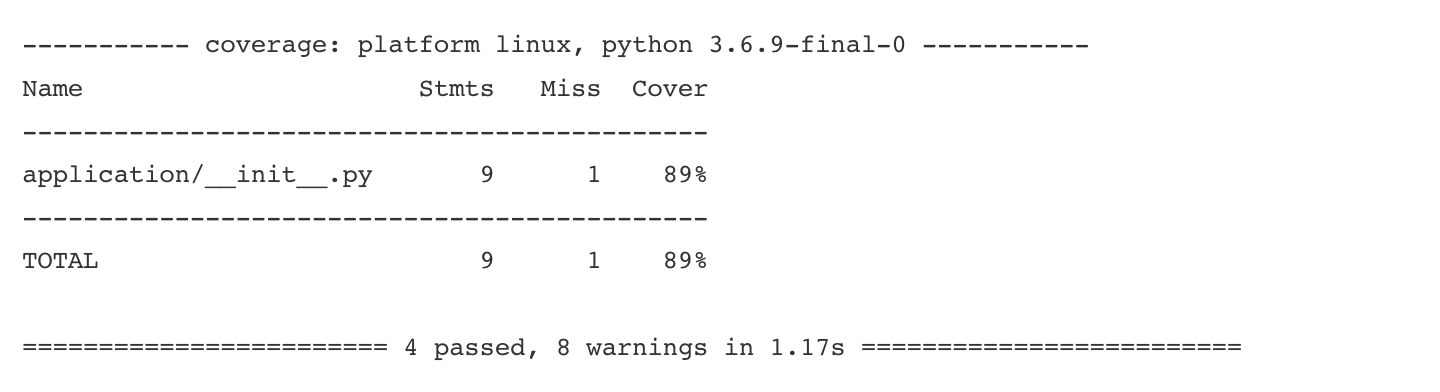 ----------- coverage: platform linux, python 3.6.9-final-0 -----------
Name                      Stmts   Miss  Cover
---------------------------------------------
application/__init__.py       9      1    89%
---------------------------------------------
TOTAL                         9      1    89%
======================== 4 passed, 8 warnings in 1.17s =========================